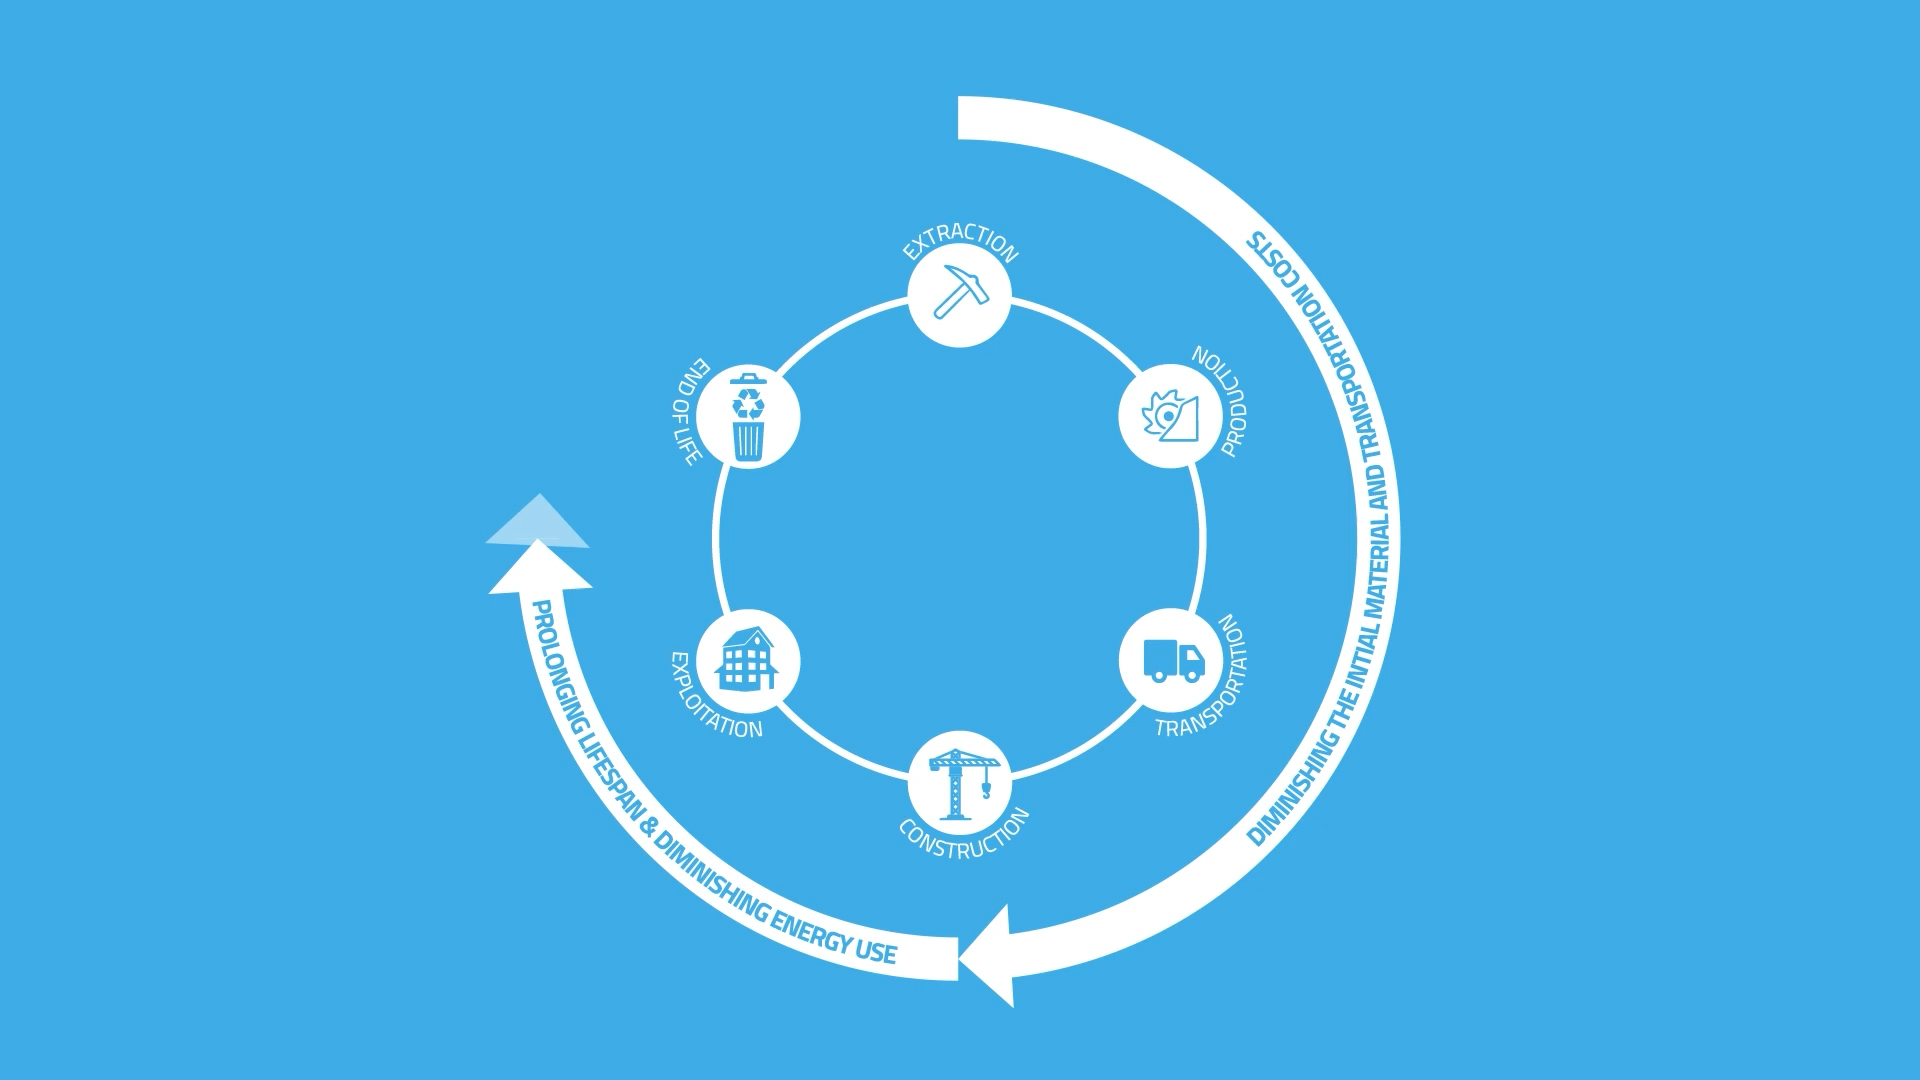 EXTRACTION
PRODUCTION
TRANSPORTATION
CONSTRUCTION
EXPLOITATION
END OF LIFE
DIMINISHING THE INTIAL MATERIAL AND TRANSPORTATION COSTS
PROLONGING LIFESPAN & DIMINISHING ENERGY USE